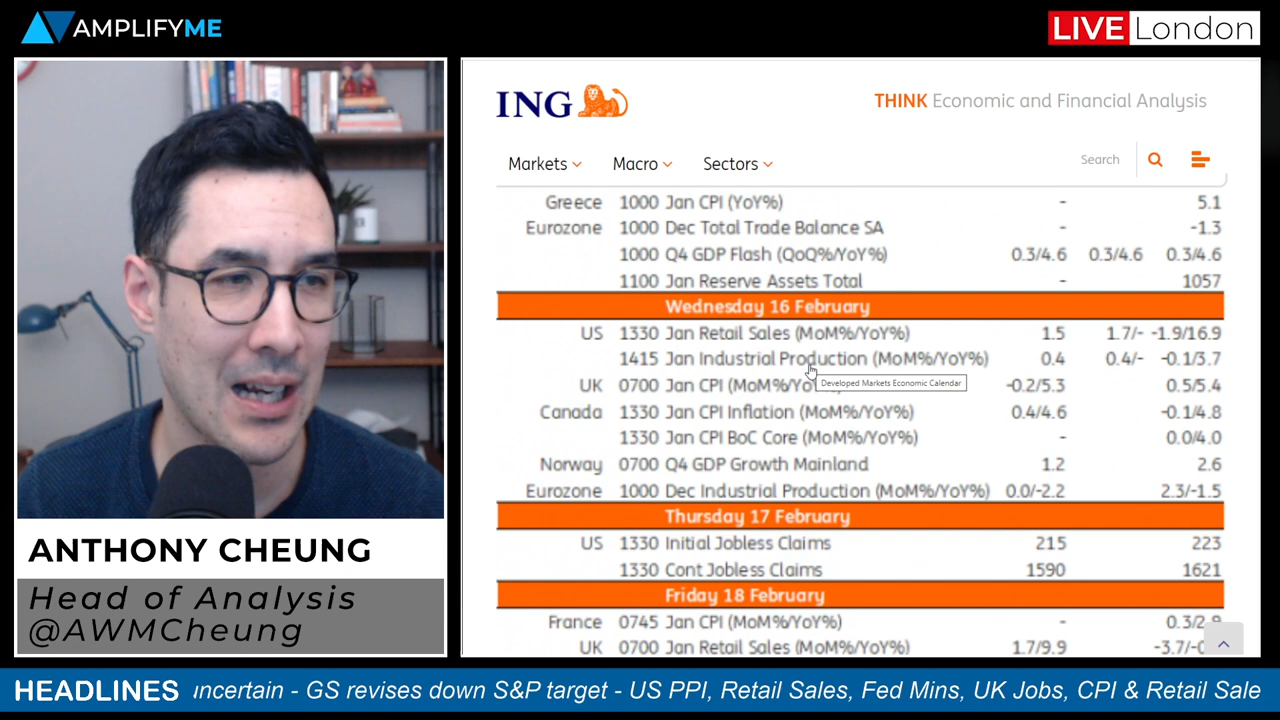 AMPLIFYME
LIVE London
ING
THINK Economic and Financial Analysis
Markets Macro Sectors Search
Greece 1000 Jan CPI (YoY%) - 5.1
Eurozone 1000 Dec Total Trade Balance SA - -1.3
1000 Q4 GDP Flash (QoQ%/YoY%) 0.3/4.6 0.3/4.6 0.3/4.6
1100 Jan Reserve Assets Total - 1057
Wednesday 16 February
US 1330 Jan Retail Sales (MoM%/YoY%) 1.5 1.7/- -1.9/16.9
1415 Jan Industrial Production (MoM%/YoY%) 0.4 0.4/- -0.1/3.7
Developed Markets Economic Calendar
UK 0700 Jan CPI (MoM%/Yo -0.2/5.3 0.5/5.4
Canada 1330 Jan CPI Inflation (MoM%/YoY%) 0.4/4.6 -0.1/4.8
1330 Jan CPI BoC Core (MoM%/YoY%) - 0.0/4.0
Norway 0700 Q4 GDP Growth Mainland 1.2 2.6
Eurozone 1000 Dec Industrial Production (MoM%/YoY%) 0.0/-2.2 2.3/-1.5
Thursday 17 February
US 1330 Initial Jobless Claims 215 223
1330 Cont Jobless Claims 1590 1621
Friday 18 February
France 0745 Jan CPI (MoM%/YoY%) - 0.3/2.9
UK 0700 Jan Retail Sales (MoM%/YoY%) 1.7/9.9 -3.7/-
ANTHONY CHEUNG
Head of Analysis
@AWMCheung
HEADLINES ncertain - GS revises down S&P target - US PPI, Retail Sales, Fed Mins, UK Jobs, CPI & Retail Sale